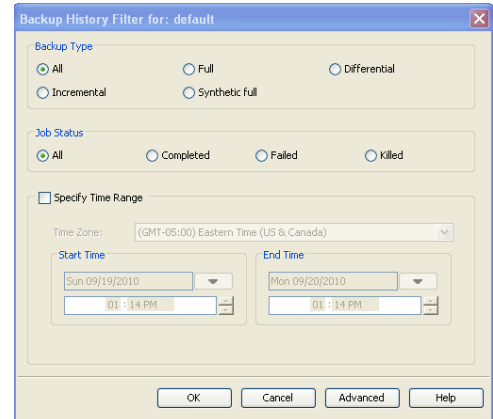 Backup History Filter for: default
Backup Type
All Full Differential
Incremental Synthetic full
Job Status
All Completed Failed Killed
Specify Time Range
Time Zone: (GMT-05:00) Eastern Time (US & Canada)
Start Time End Time
Sun 09/19/2010 Mon 09/20/2010
01 : 14 PM 01 : 14 PM
OK Cancel Advanced Help